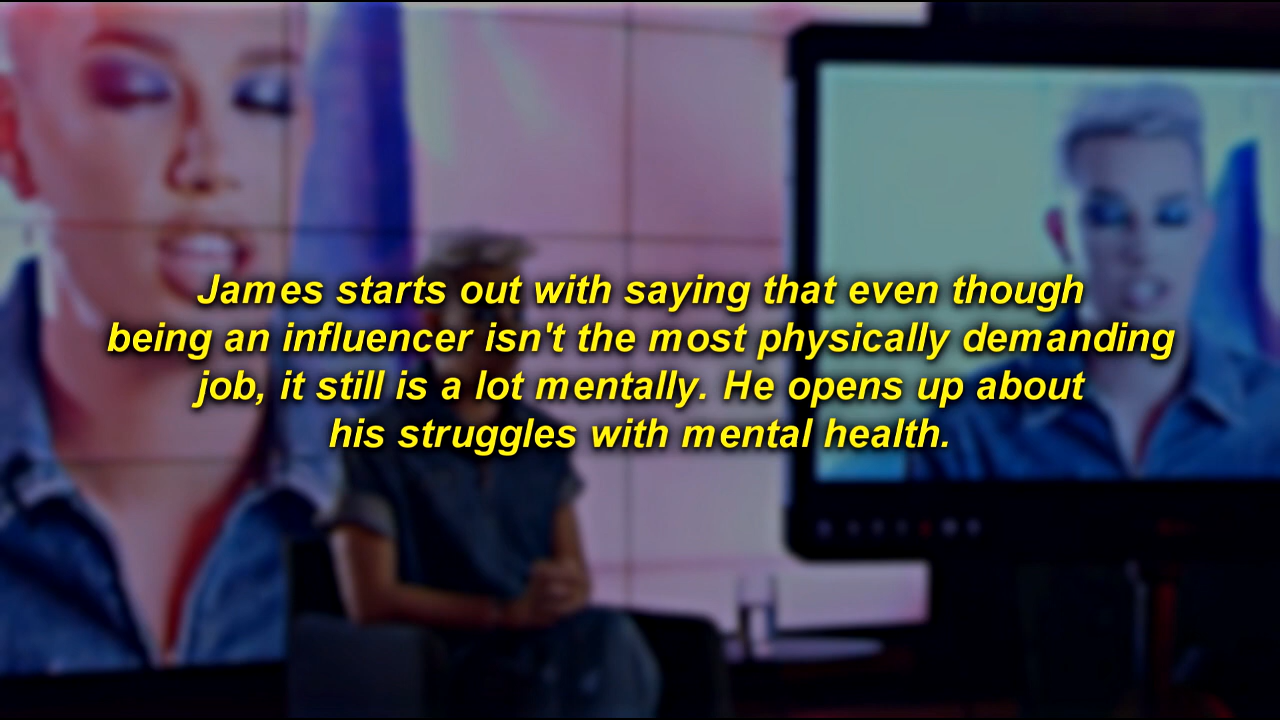 James starts out with saying that even though
being an influencer isn't the most physically demanding
job, it still is a lot mentally. He opens up about
his struggles with mental health.